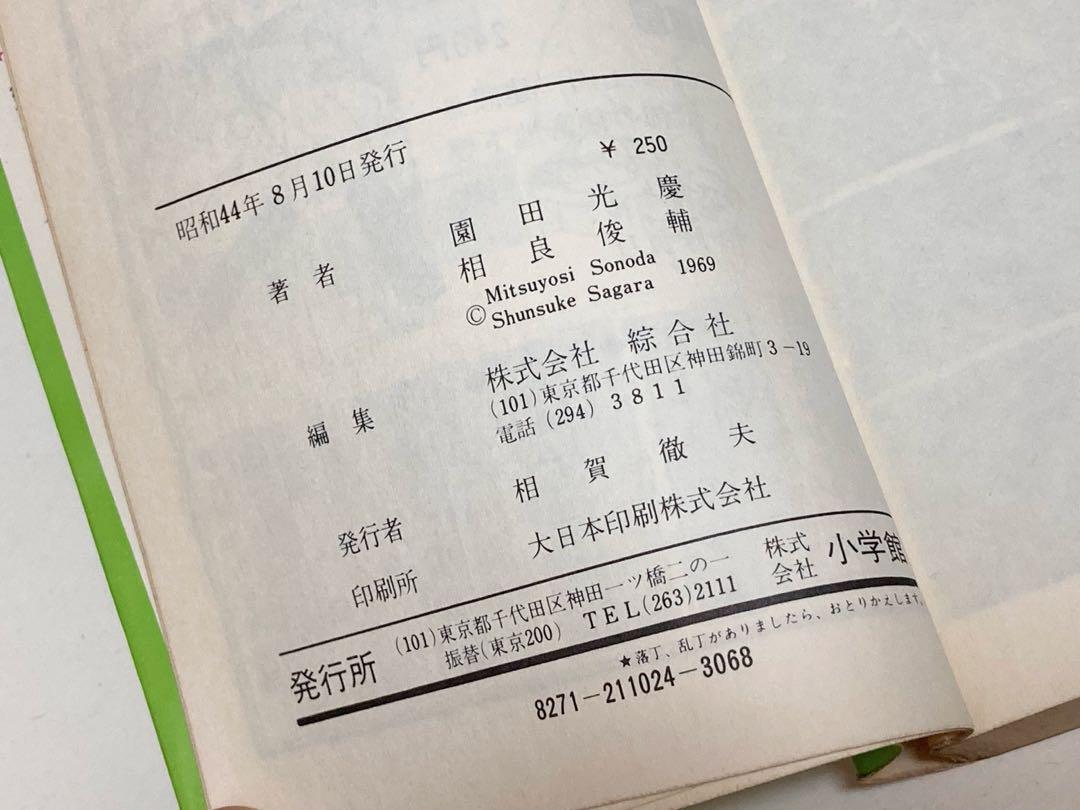 昭和44年8月10日発行
¥ 250
著者 園田光慶
相良俊輔
© Mitsuyosi Sonoda
Shunsuke Sagara 1969
編集 株式会社 綜合社
(101)東京都千代田区神田錦町3-19
電話(294)3811
発行者 相賀徹夫
印刷所 大日本印刷株式会社
発行所 (101)東京都千代田区神田一ツ橋二の一 株式会社 小学館
振替(東京200) TEL(263)2111
★落丁、乱丁がありましたら、おとりかえします。
8271-211024-3068